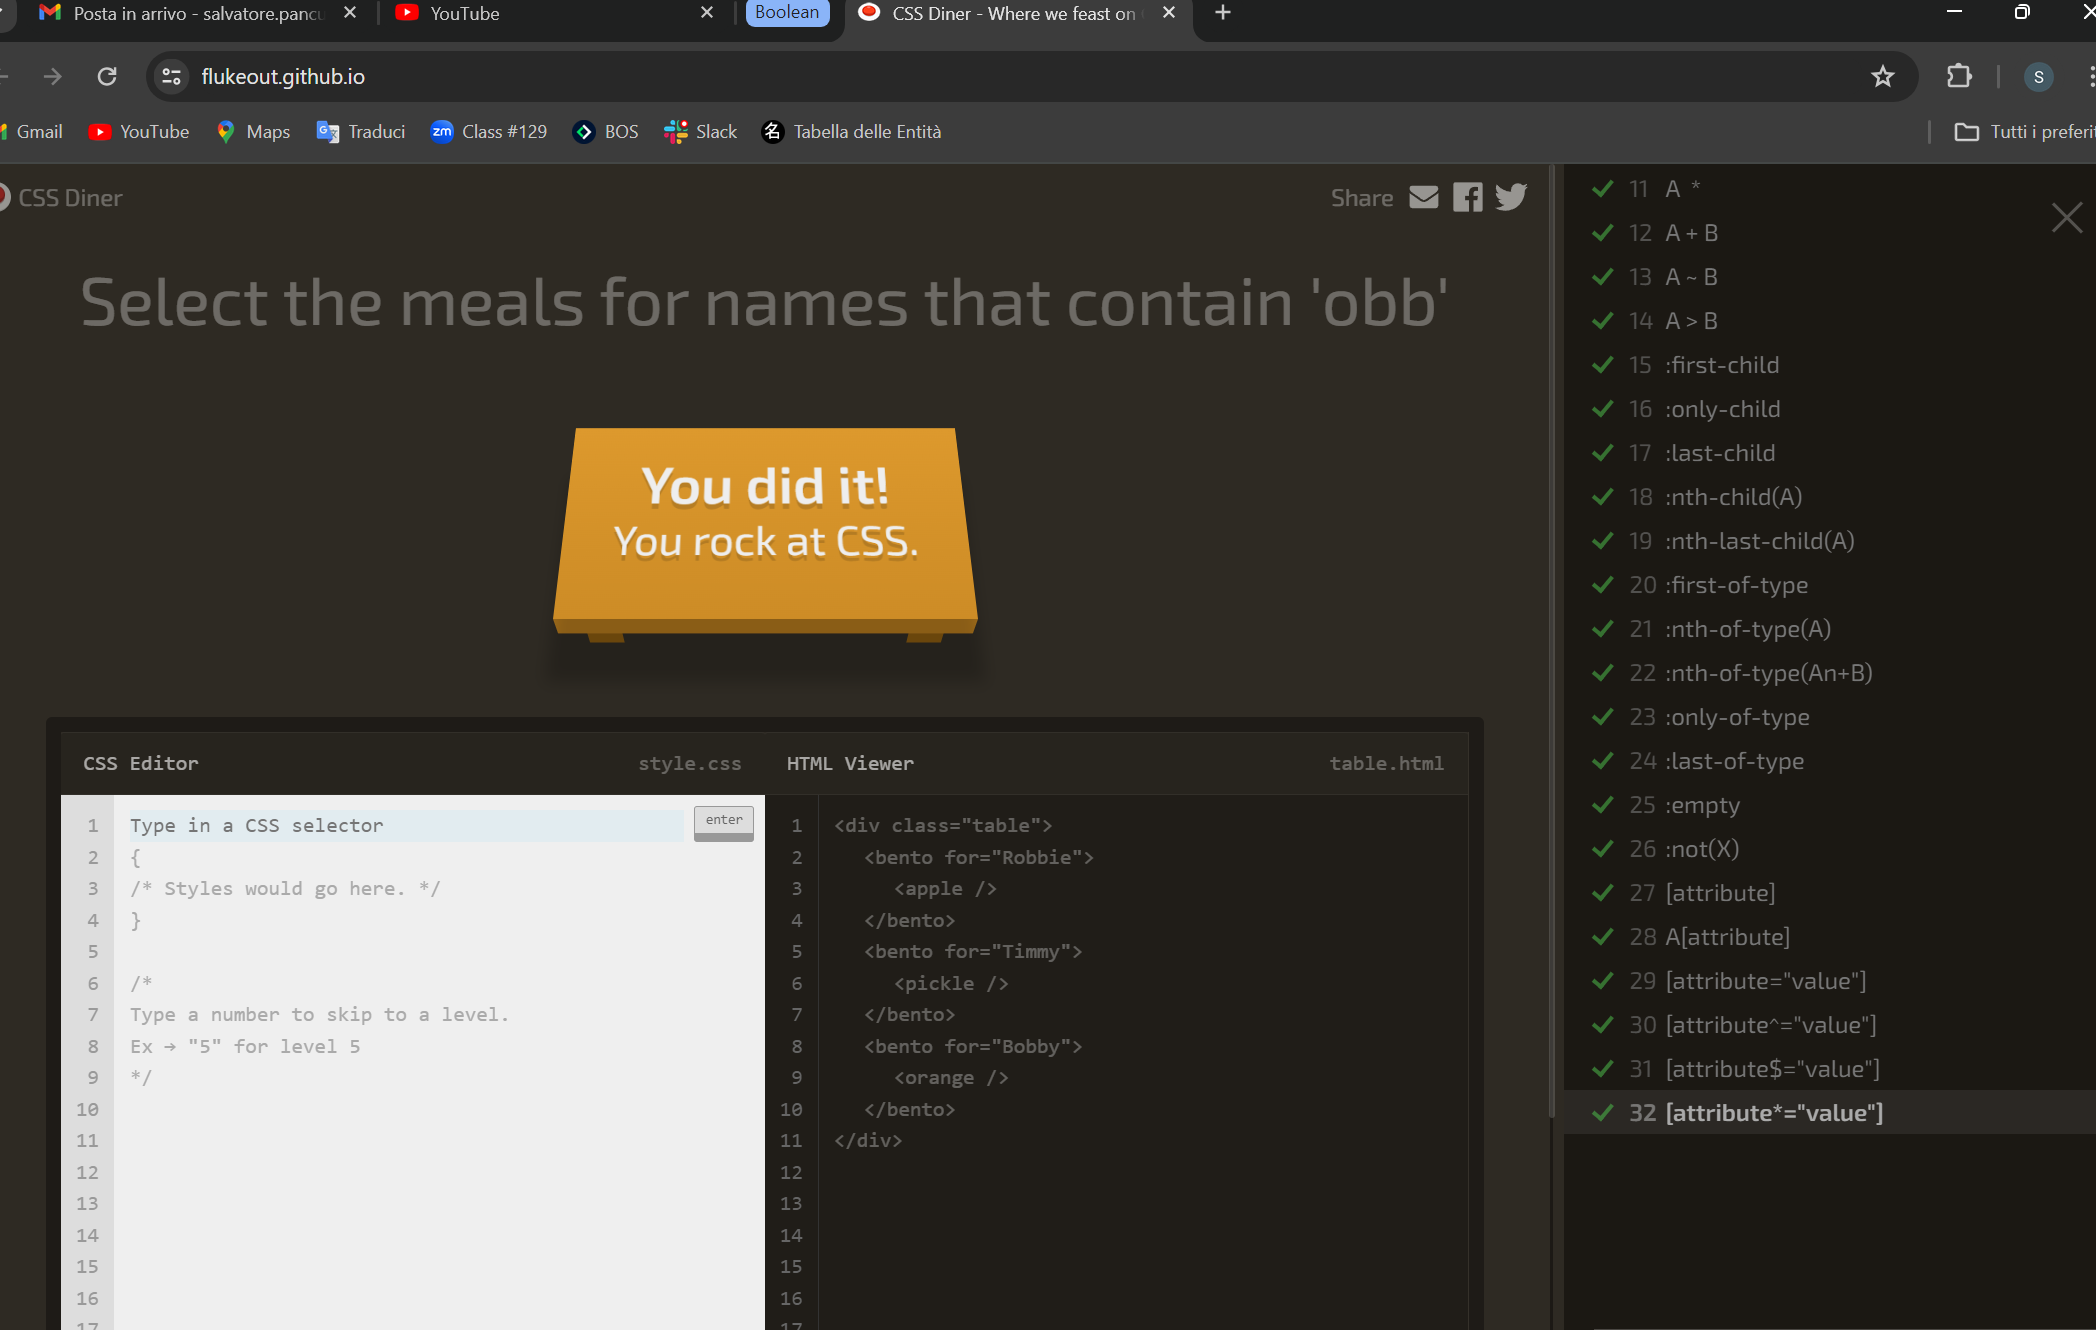 Posta in arrivo - salvatore.pancu
YouTube
Boolean
CSS Diner - Where we feast on
flukeout.github.io
S
Gmail
YouTube
Maps
Traduci
zm Class #129
BOS
Slack
名 Tabella delle Entità
Tutti i preferit
CSS Diner
Share
Select the meals for names that contain 'obb'
You did it!
You rock at CSS.
CSS Editor
style.css
1 Type in a CSS selector
enter
2 {
3 /* Styles would go here. */
4 }
5
6 /*
7 Type a number to skip to a level.
8 Ex → "5" for level 5
9 */
10
11
12
13
14
15
16
17
HTML Viewer
table.html
1 <div class="table">
2 <bento for="Robbie">
3 <apple />
4 </bento>
5 <bento for="Timmy">
6 <pickle />
7 </bento>
8 <bento for="Bobby">
9 <orange />
10 </bento>
11 </div>
12
13
14
15
16
17
11 A *
12 A + B
13 A ~ B
14 A > B
15 :first-child
16 :only-child
17 :last-child
18 :nth-child(A)
19 :nth-last-child(A)
20 :first-of-type
21 :nth-of-type(A)
22 :nth-of-type(An+B)
23 :only-of-type
24 :last-of-type
25 :empty
26 :not(X)
27 [attribute]
28 A[attribute]
29 [attribute="value"]
30 [attribute^="value"]
31 [attribute$="value"]
32 [attribute*="value"]